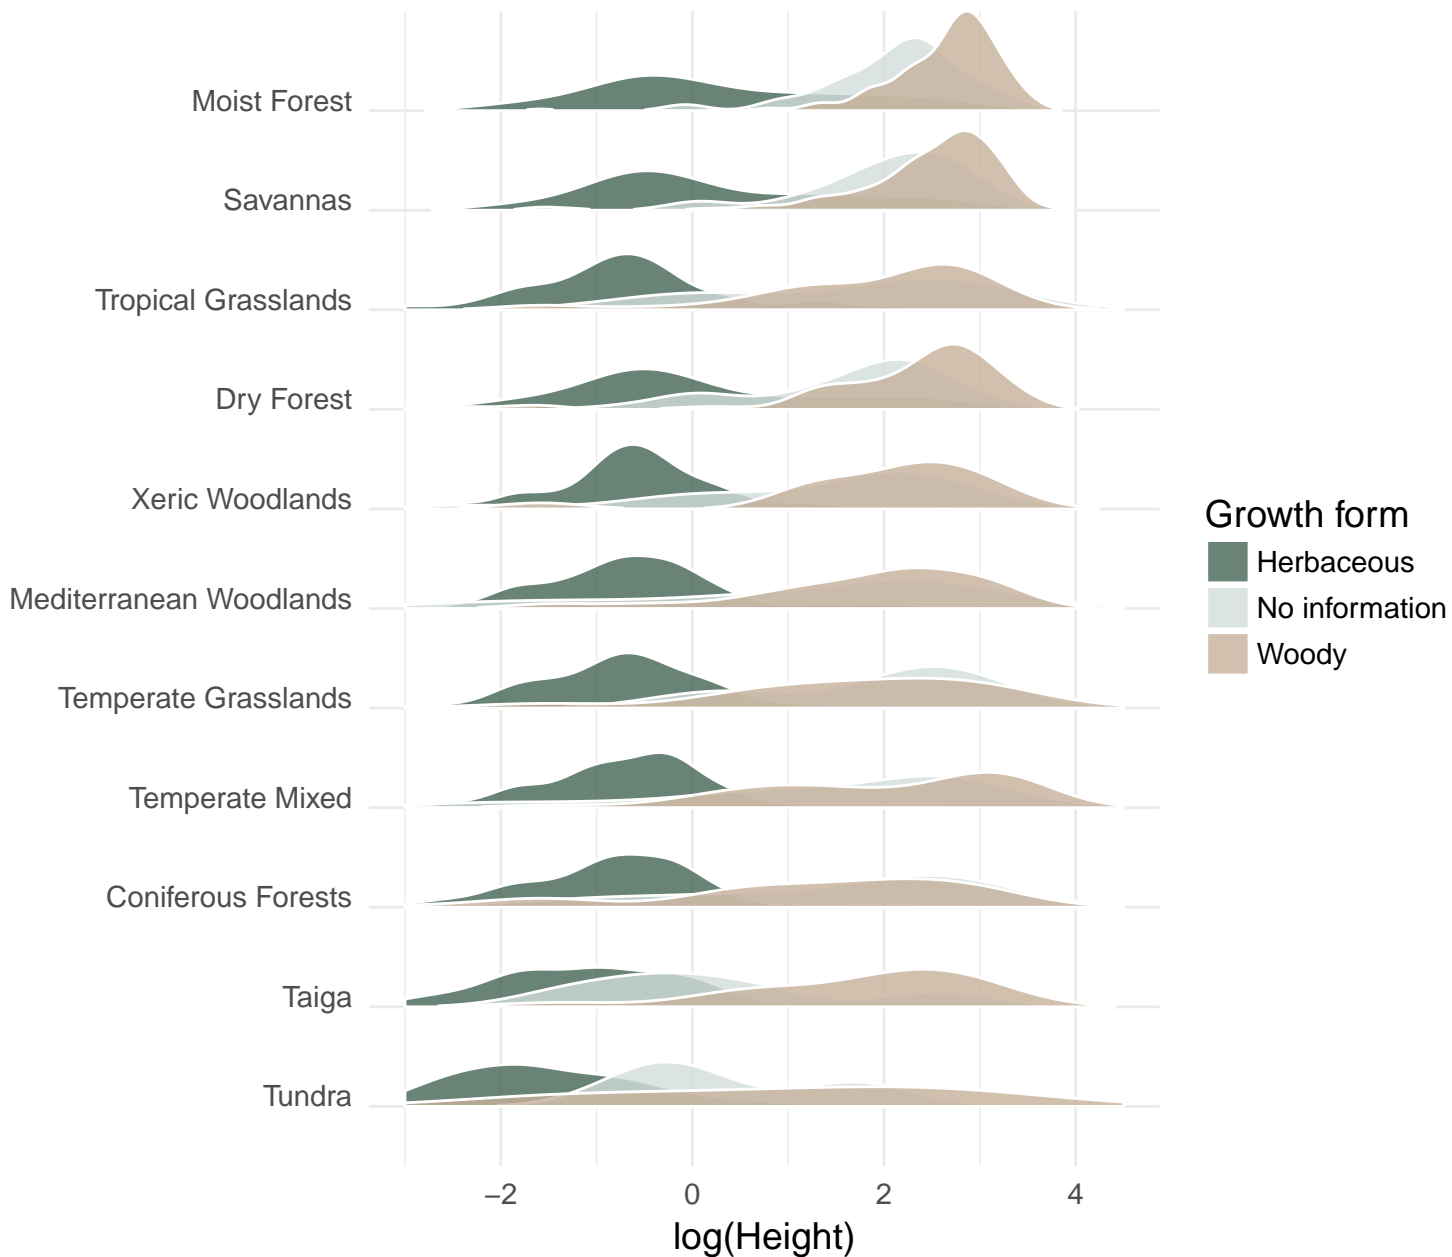 Moist Forest
Savannas
Tropical Grasslands
Dry Forest
Xeric Woodlands
Mediterranean Woodlands
Temperate Grasslands
Temperate Mixed
Coniferous Forests
Taiga
Tundra
−2 0 2 4
log(Height)
Growth form
Herbaceous
No information
Woody